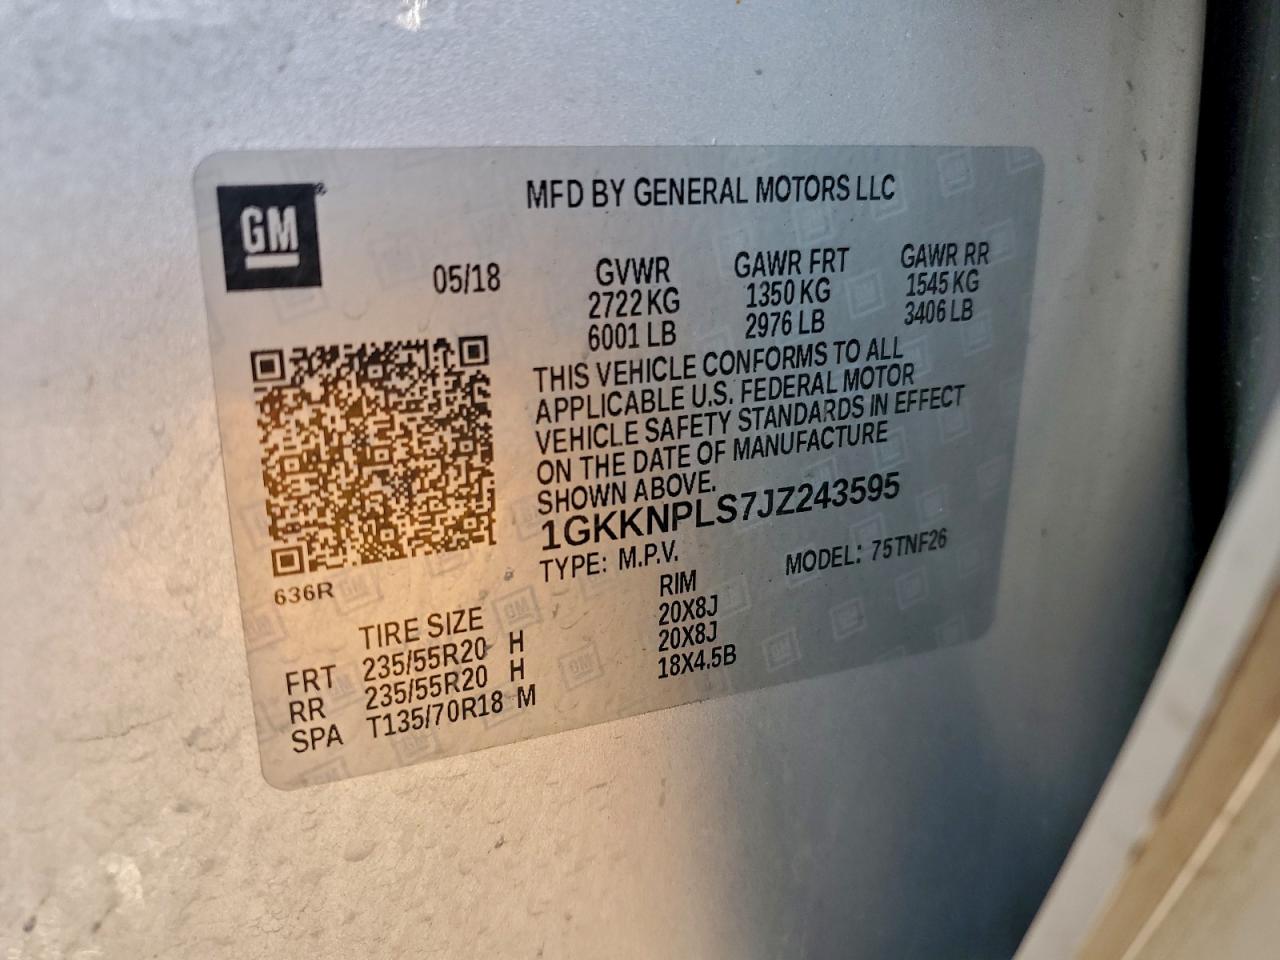 GM®
MFD BY GENERAL MOTORS LLC
05/18
GVWR GAWR FRT GAWR RR
2722 KG 1350 KG 1545 KG
6001 LB 2976 LB 3406 LB
THIS VEHICLE CONFORMS TO ALL
APPLICABLE U.S. FEDERAL MOTOR
VEHICLE SAFETY STANDARDS IN EFFECT
ON THE DATE OF MANUFACTURE
SHOWN ABOVE.
1GKKNPLS7JZ243595
TYPE: M.P.V. MODEL: 75TNF26
636R
TIRE SIZE RIM
FRT 235/55R20 H 20X8J
RR 235/55R20 H 20X8J
SPA T135/70R18 M 18X4.5B